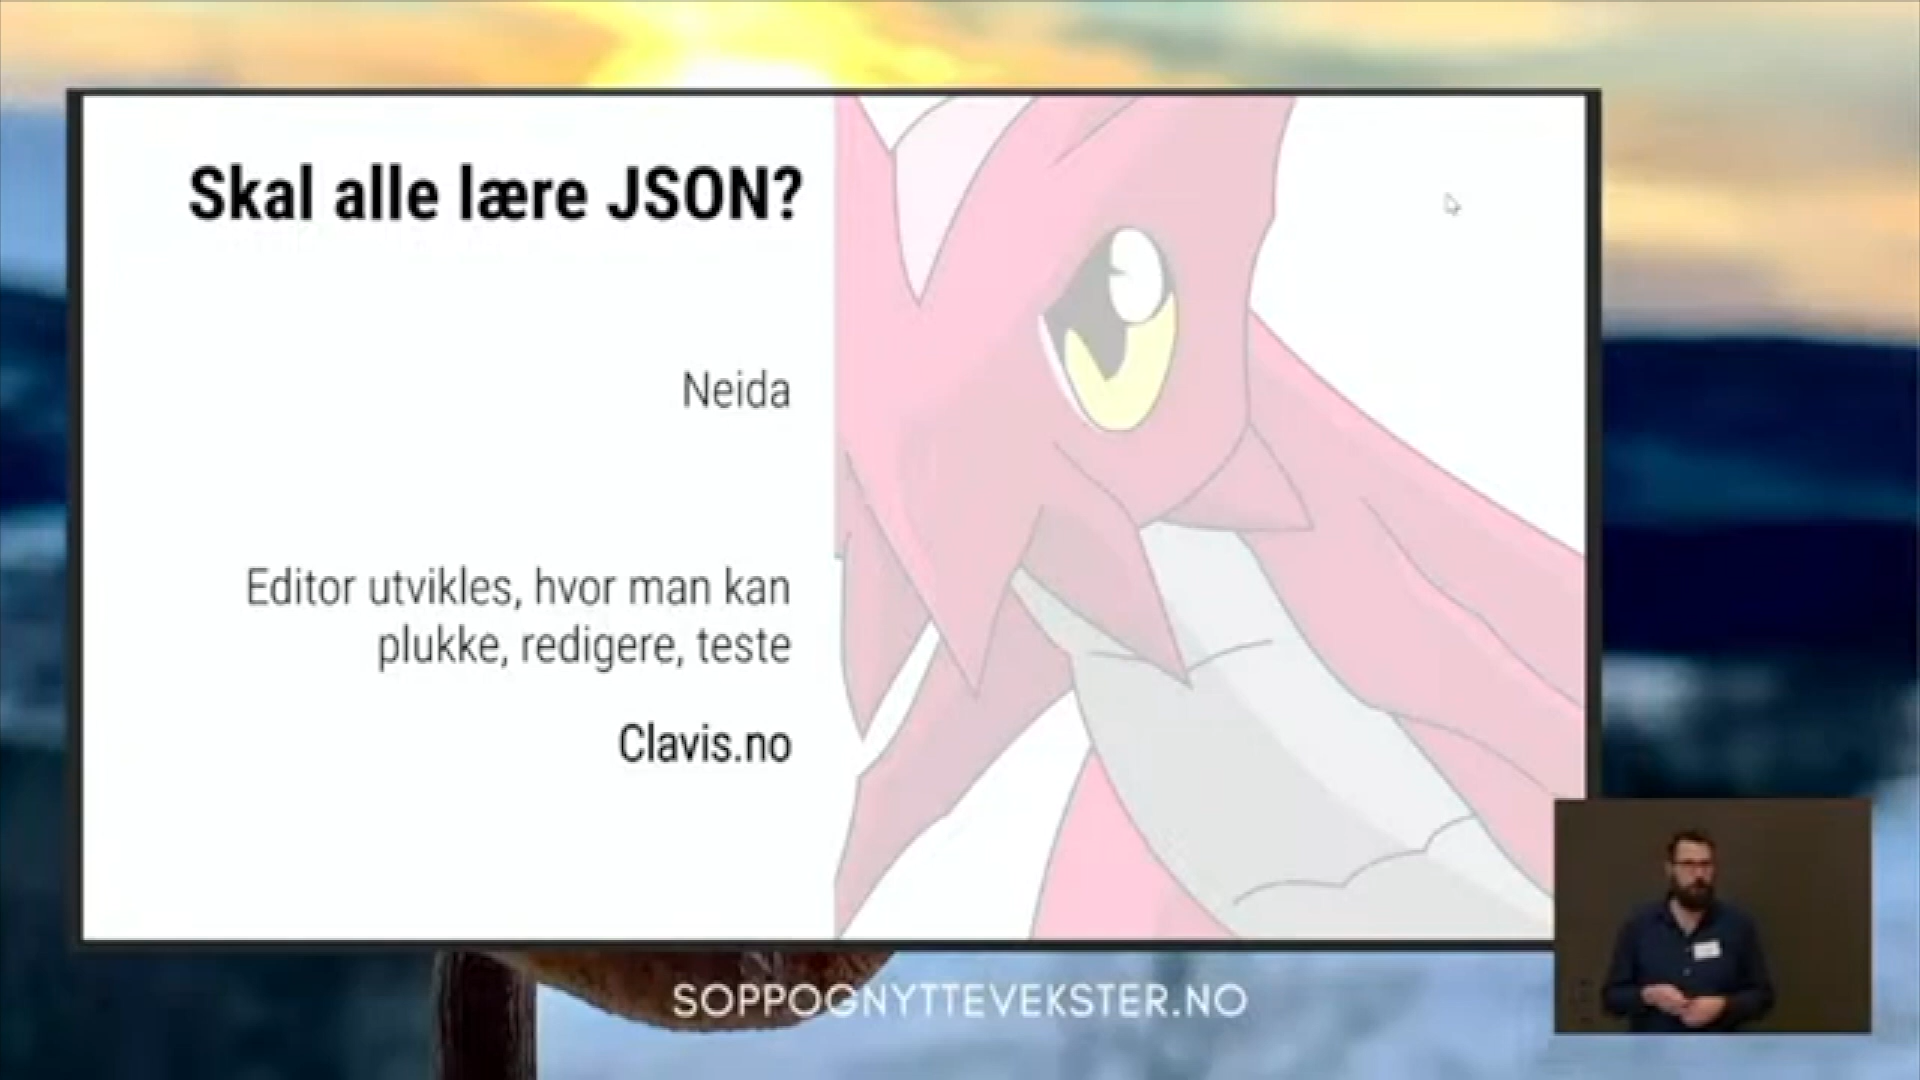 Skal alle lære JSON?
Neida
Editor utvikles, hvor man kan
plukke, redigere, teste
Clavis.no
SOPPOGNYTTEVEKSTER.NO